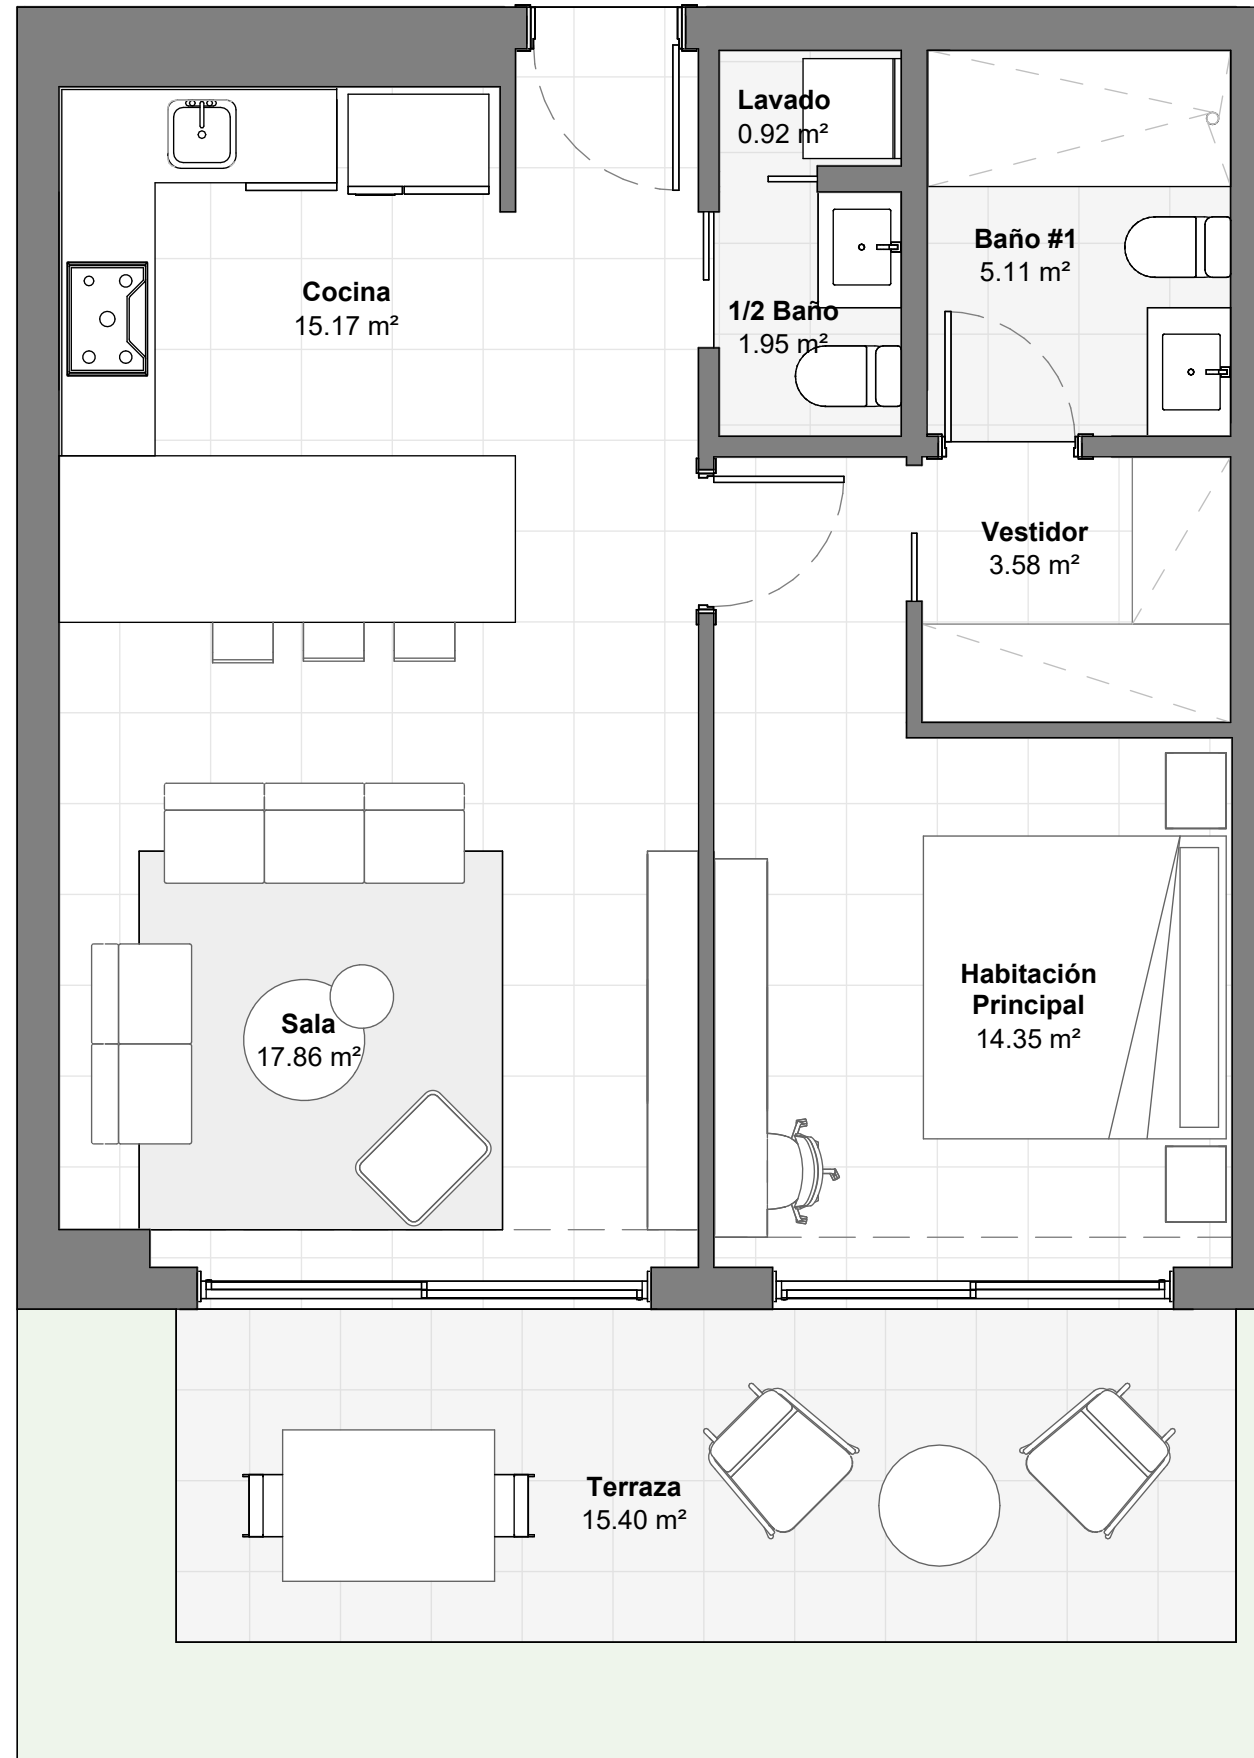 Lavado
0.92 m²
Baño #1
5.11 m²
Cocina
15.17 m²
1/2 Baño
1.95 m²
Vestidor
3.58 m²
Habitación
Principal
14.35 m²
Sala
17.86 m²
Terraza
15.40 m²